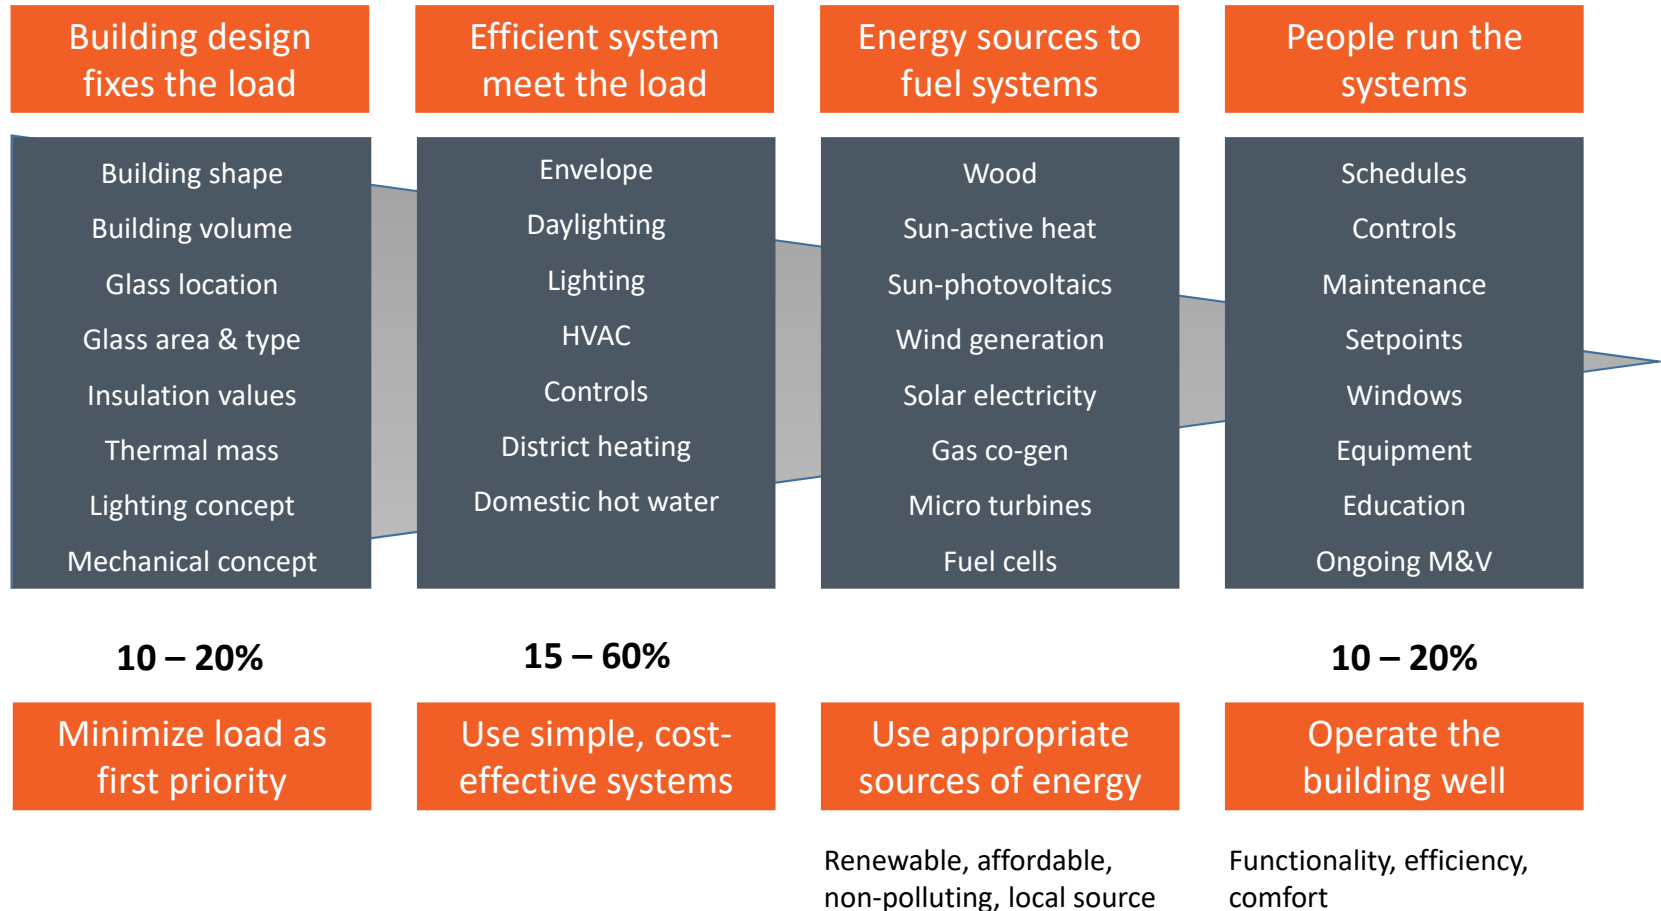 Building design
fixes the load
Efficient system
meet the load
Energy sources to
fuel systems
People run the
systems
Building shape
Building volume
Glass location
Glass area & type
Insulation values
Thermal mass
Lighting concept
Mechanical concept
Envelope
Daylighting
Lighting
HVAC
Controls
District heating
Domestic hot water
Wood
Sun-active heat
Sun-photovoltaics
Wind generation
Solar electricity
Gas co-gen
Micro turbines
Fuel cells
Schedules
Controls
Maintenance
Setpoints
Windows
Equipment
Education
Ongoing M&V
10 – 20%
15 – 60%
10 – 20%
Minimize load as
first priority
Use simple, cost-
effective systems
Use appropriate
sources of energy
Operate the
building well
Renewable, affordable,
non-polluting, local source
Functionality, efficiency,
comfort